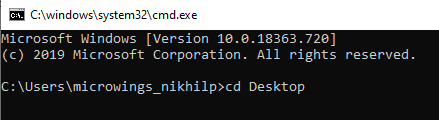 C:\windows\system32\cmd.exe
Microsoft Windows [Version 10.0.18363.720]
(c) 2019 Microsoft Corporation. All rights reserved.
C:\Users\microwings_nikhilp>cd Desktop